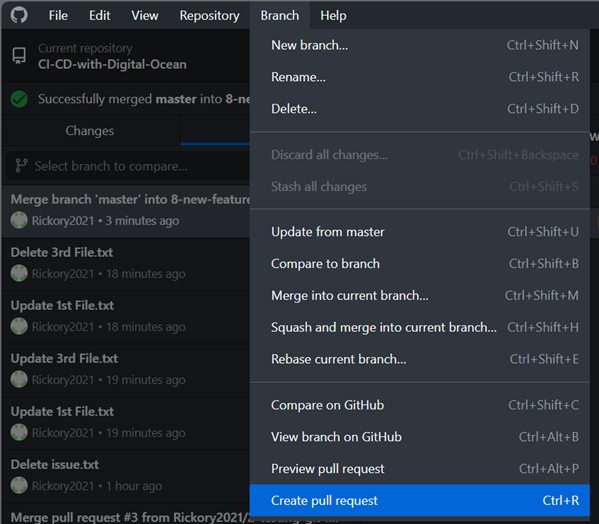 File Edit View Repository Branch Help
Current repository
CI-CD-with-Digital-Ocean
Successfully merged master into 8-ne
Changes
Select branch to compare...
Merge branch 'master' into 8-new-feature
Rickory2021 • 3 minutes ago
Delete 3rd File.txt
Rickory2021 • 18 minutes ago
Update 1st File.txt
Rickory2021 • 18 minutes ago
Update 3rd File.txt
Rickory2021 • 19 minutes ago
Update 1st File.txt
Rickory2021 • 19 minutes ago
Delete issue.txt
Rickory2021 • 1 hour ago
Merge pull request #3 from Rickory2021/2
New branch... Ctrl+Shift+N
Rename... Ctrl+Shift+R
Delete... Ctrl+Shift+D
Discard all changes... Ctrl+Shift+Backspace
Stash all changes Ctrl+Shift+S
Update from master Ctrl+Shift+U
Compare to branch Ctrl+Shift+B
Merge into current branch... Ctrl+Shift+M
Squash and merge into current branch... Ctrl+Shift+H
Rebase current branch... Ctrl+Shift+E
Compare on GitHub Ctrl+Shift+C
View branch on GitHub Ctrl+Alt+B
Preview pull request Ctrl+Alt+P
Create pull request Ctrl+R